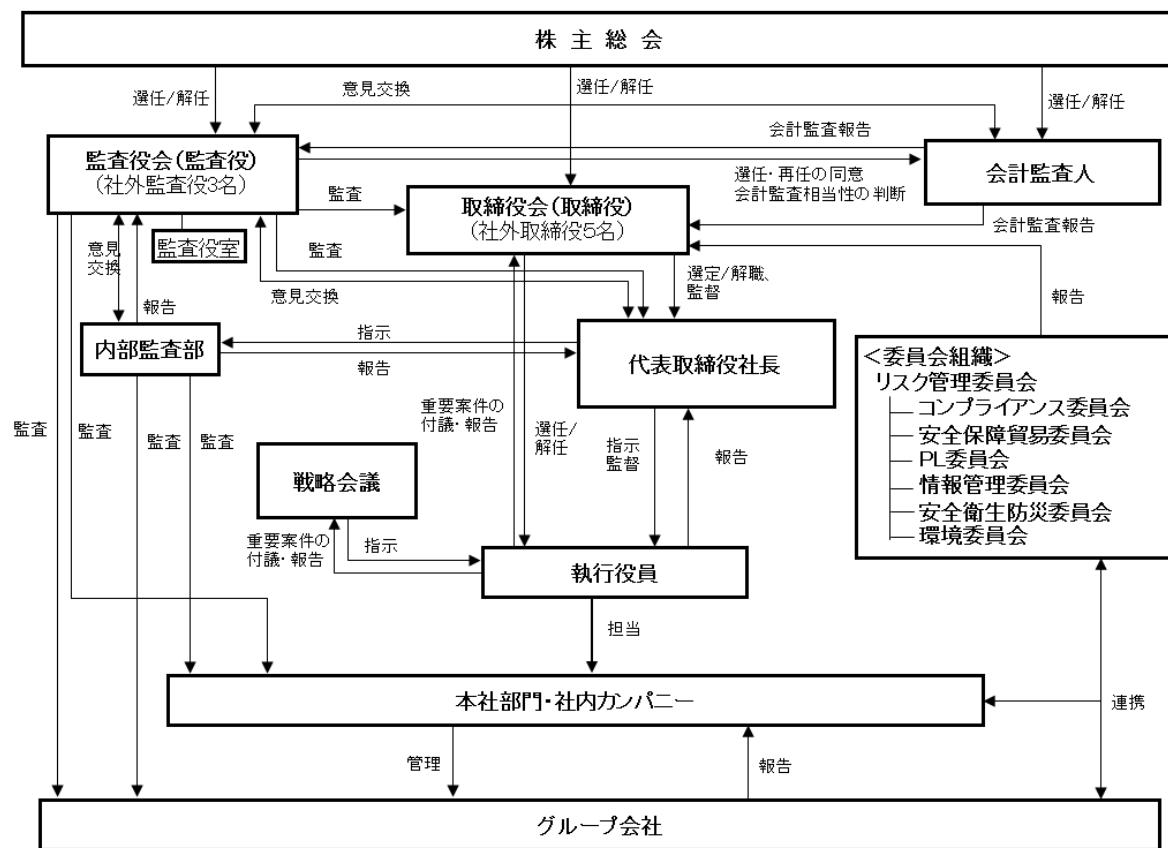 株 主 総 会
選任/解任
意見交換
選任/解任
選任/解任
会計監査報告
監査役会(監査役)
(社外監査役3名)
会計監査人
選任・再任の同意
会計監査相当性の判断
監査
取締役会(取締役)
(社外取締役5名)
会計監査報告
監査役室
意見
交換
監査
意見交換
選定/解職、
監督
報告
報告
内部監査部
指示
報告
代表取締役社長
<委員会組織>
リスク管理委員会
コンプライアンス委員会
安全保障貿易委員会
PL委員会
情報管理委員会
安全衛生防災委員会
環境委員会
監査
監査
監査
監査
重要案件の
付議・報告
選任/
解任
指示
監督
報告
戦略会議
重要案件の
付議・報告
指示
執行役員
担当
本社部門・社内カンパニー
連携
管理
報告
グループ会社